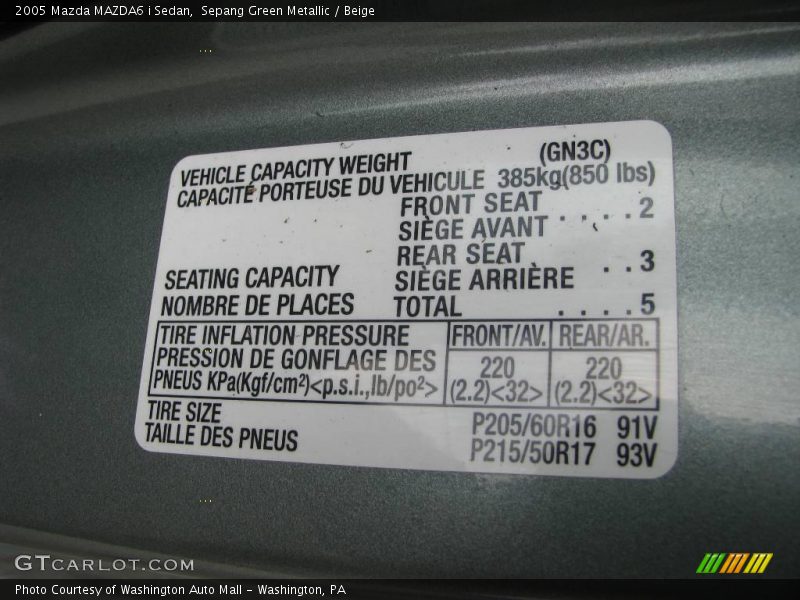 2005 Mazda MAZDA6 i Sedan, Sepang Green Metallic / Beige
(GN3C)
VEHICLE CAPACITY WEIGHT
CAPACITÉ PORTEUSE DU VEHICULE 385kg(850 lbs)
FRONT SEAT
SIÈGE AVANT . . . . 2
REAR SEAT
SIÈGE ARRIÈRE . . 3
SEATING CAPACITY
NOMBRE DE PLACES TOTAL . . . . 5
TIRE INFLATION PRESSURE FRONT/AV. REAR/AR.
PRESSION DE GONFLAGE DES 220 220
PNEUS KPa(Kgf/cm²)<p.s.i.,lb/po²> (2.2)<32> (2.2)<32>
TIRE SIZE P205/60R16 91V
TAILLE DES PNEUS P215/50R17 93V
GTCARLOT.COM
Photo Courtesy of Washington Auto Mall - Washington, PA